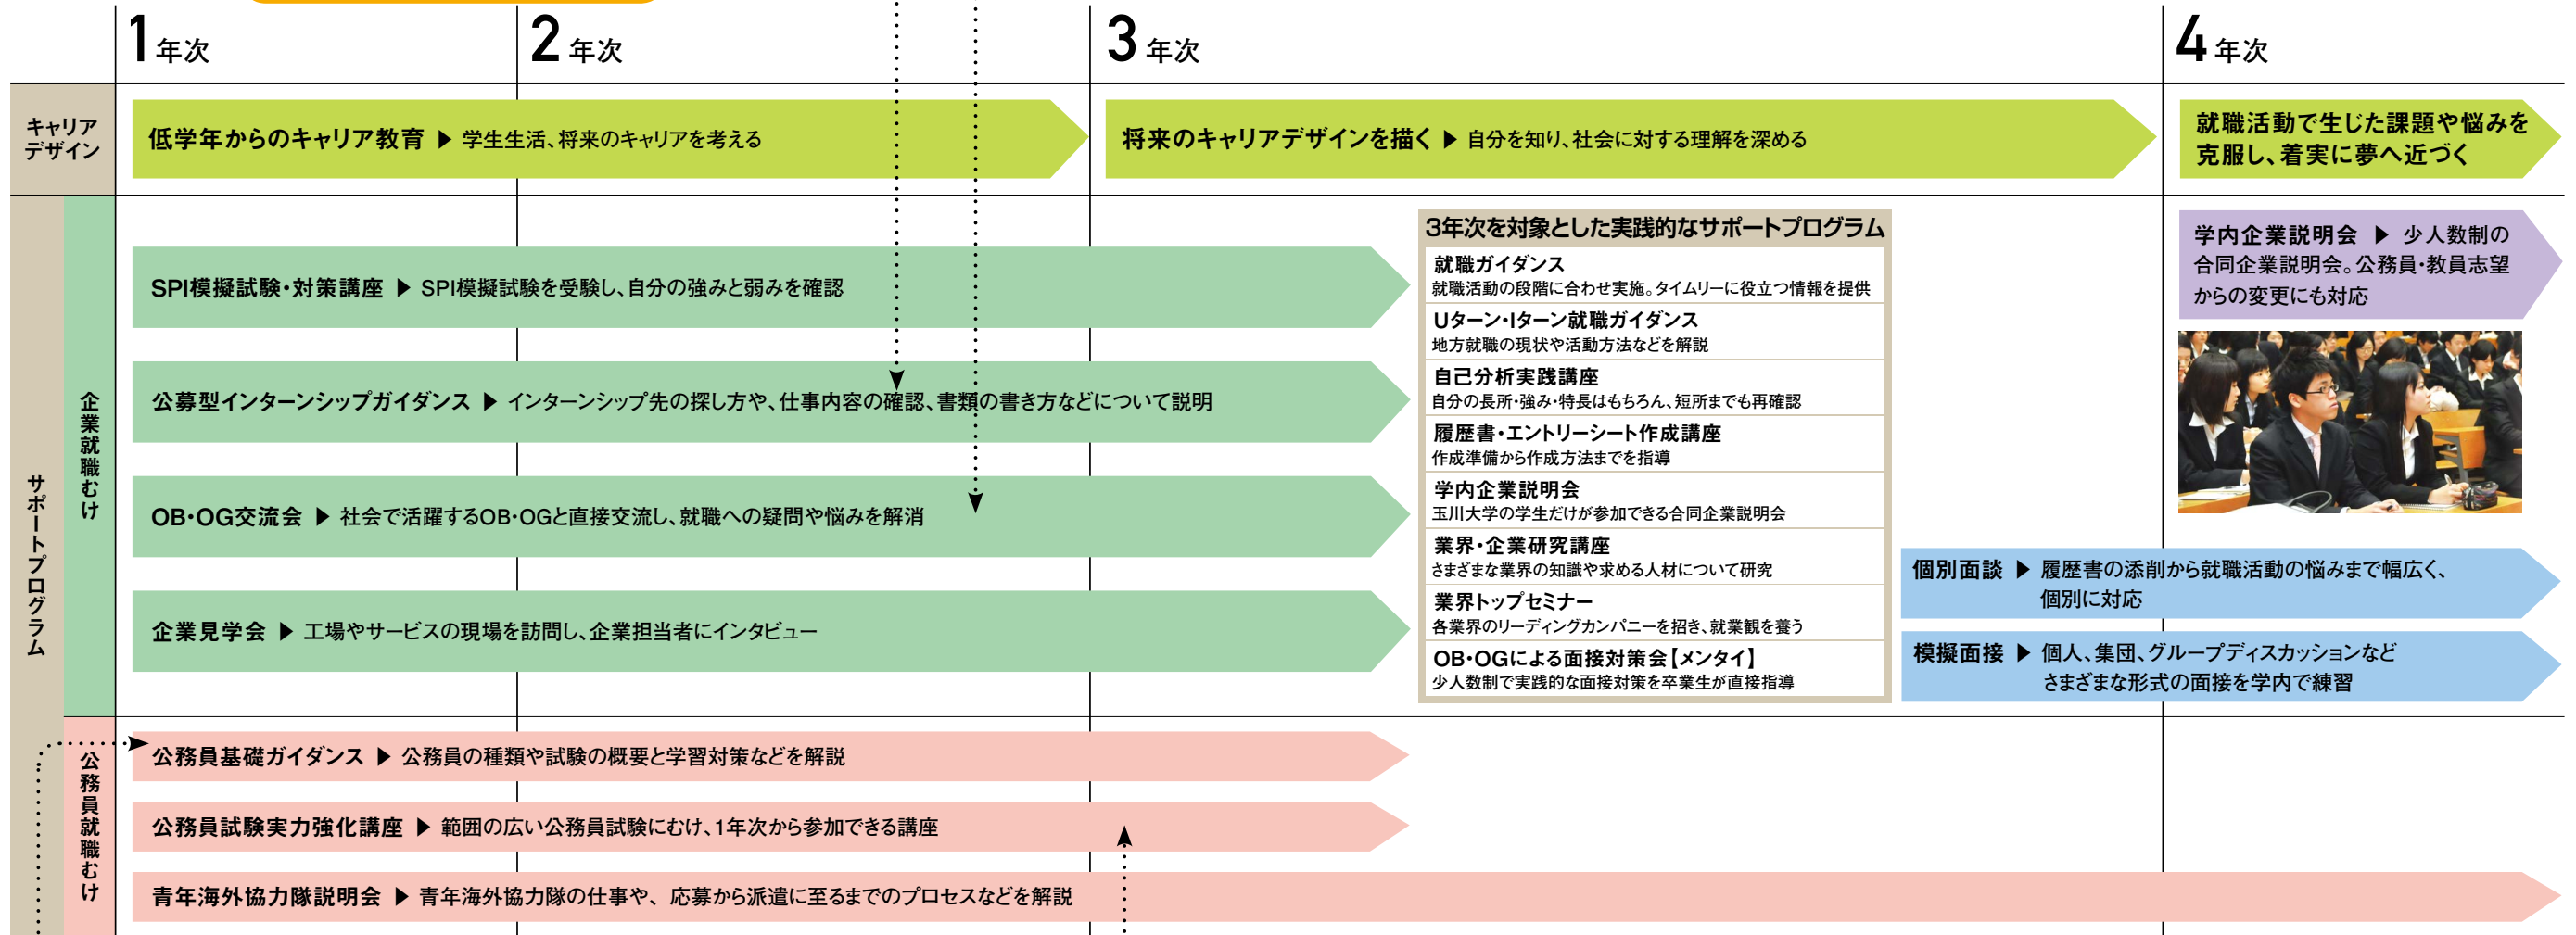 1年次
2年次
3年次
4年次
キャリア
デザイン
低学年からのキャリア教育 ▶ 学生生活、将来のキャリアを考える
将来のキャリアデザインを描く ▶ 自分を知り、社会に対する理解を深める
就職活動で生じた課題や悩みを
克服し、着実に夢へ近づく
サポートプログラム
企業就職むけ
SPI模擬試験・対策講座 ▶ SPI模擬試験を受験し、自分の強みと弱みを確認
公募型インターンシップガイダンス ▶ インターンシップ先の探し方や、仕事内容の確認、書類の書き方などについて説明
OB・OG交流会 ▶ 社会で活躍するOB・OGと直接交流し、就職への疑問や悩みを解消
企業見学会 ▶ 工場やサービスの現場を訪問し、企業担当者にインタビュー
3年次を対象とした実践的なサポートプログラム
就職ガイダンス
就職活動の段階に合わせ実施。タイムリーに役立つ情報を提供
Uターン・Iターン就職ガイダンス
地方就職の現状や活動方法などを解説
自己分析実践講座
自分の長所・強み・特長はもちろん、短所までも再確認
履歴書・エントリーシート作成講座
作成準備から作成方法までを指導
学内企業説明会
玉川大学の学生だけが参加できる合同企業説明会
業界・企業研究講座
さまざまな業界の知識や求める人材について研究
業界トップセミナー
各業界のリーディングカンパニーを招き、就業観を養う
OB・OGによる面接対策会【メンタイ】
少人数制で実践的な面接対策を卒業生が直接指導
学内企業説明会 ▶ 少人数制の
合同企業説明会。公務員・教員志望
からの変更にも対応
個別面談 ▶ 履歴書の添削から就職活動の悩みまで幅広く、
個別に対応
模擬面接 ▶ 個人、集団、グループディスカッションなど
さまざまな形式の面接を学内で練習
公務員就職むけ
公務員基礎ガイダンス ▶ 公務員の種類や試験の概要と学習対策などを解説
公務員試験実力強化講座 ▶ 範囲の広い公務員試験にむけ、1年次から参加できる講座
青年海外協力隊説明会 ▶ 青年海外協力隊の仕事や、応募から派遣に至るまでのプロセスなどを解説